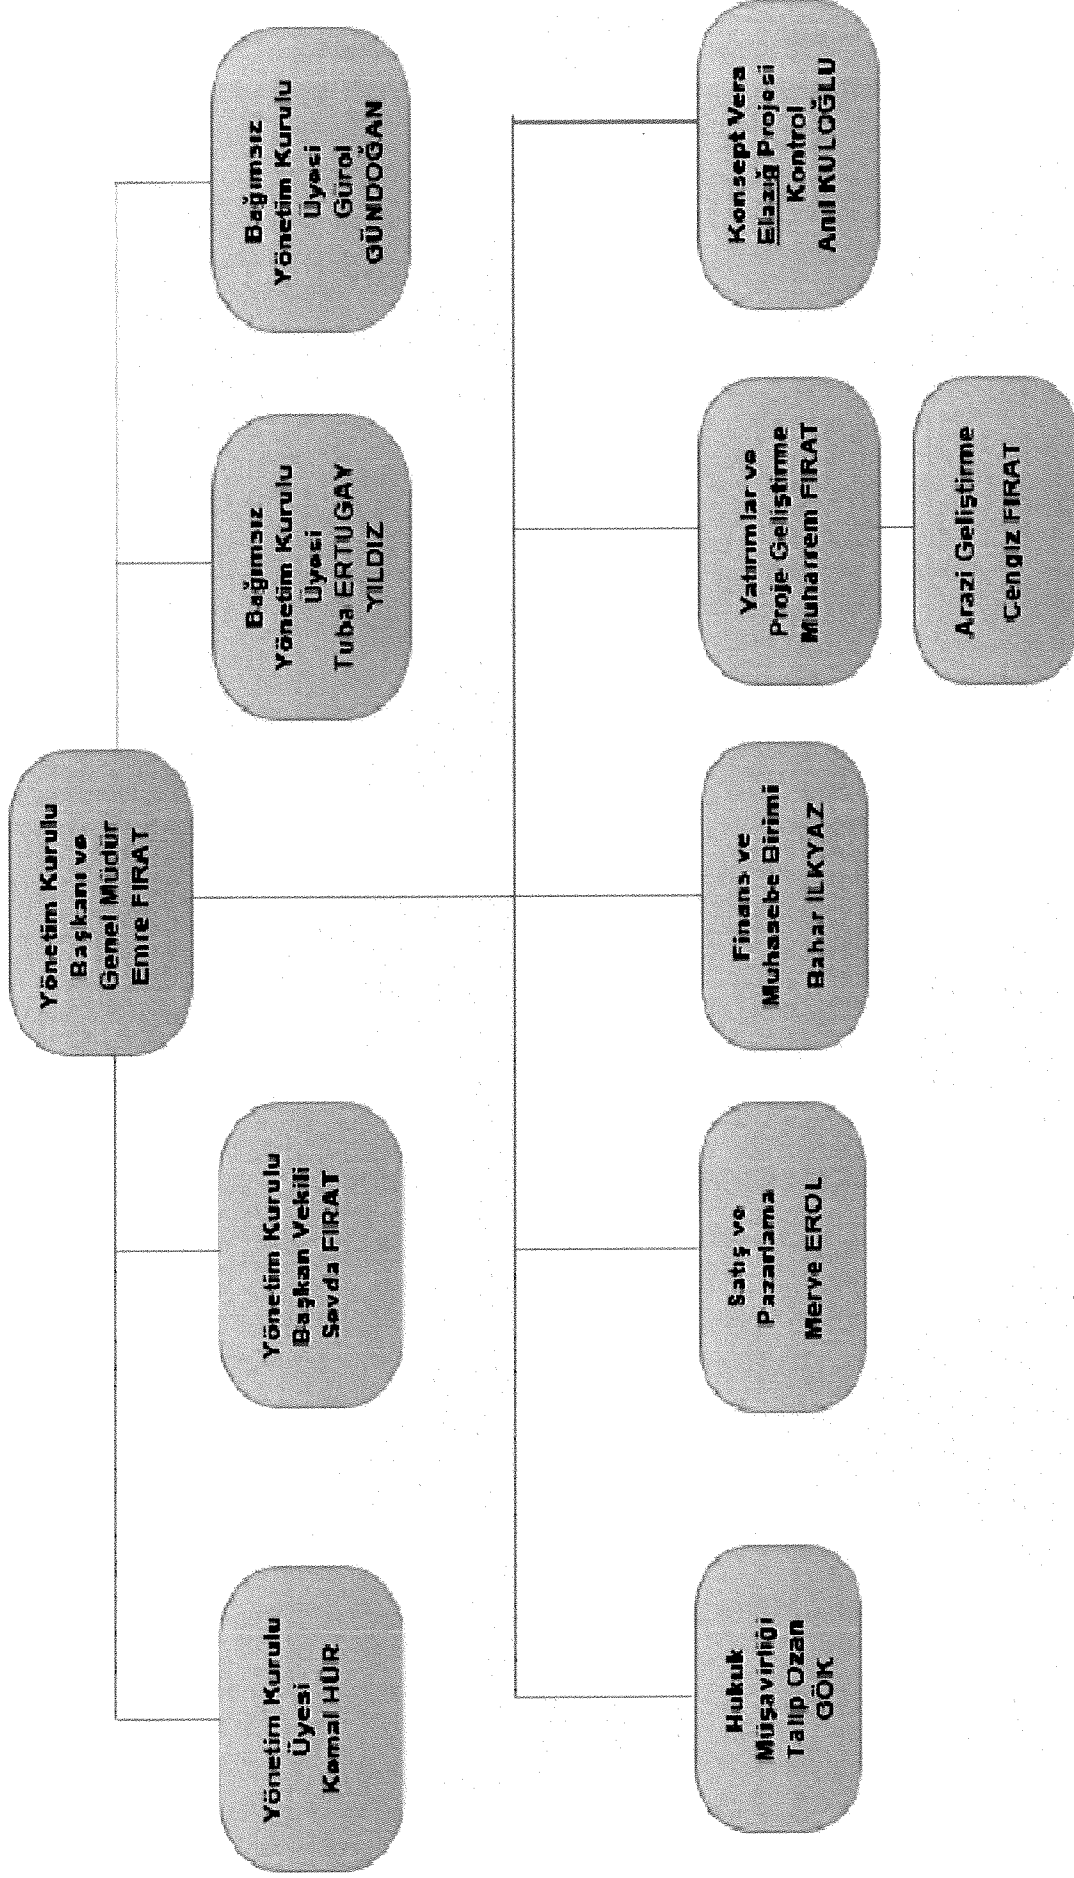 Yönetim Kurulu
Başkanı ve
Genel Müdür
Emre FIRAT
Yönetim Kurulu
Üyesi
Kemal HÜR
Yönetim Kurulu
Başkan Vekili
Sevda FIRAT
Bağımsız
Yönetim Kurulu
Üyesi
Tuba ERTUGAY
YILDIZ
Bağımsız
Yönetim Kurulu
Üyesi
Gürol
GÜNDOĞAN
Hukuk
Müşavirliği
Talip Ozan
GÖK
Satış ve
Pazarlama
Merve EROL
Finans ve
Muhasebe Birimi
Bahar ILKYAZ
Yatırımlar ve
Proje Geliştirme
Muharrem FIRAT
Arazi Geliştirme
Cengiz FIRAT
Konsept Vera
Elazığ Projesi
Kontrol
Anıl KULOĞLU